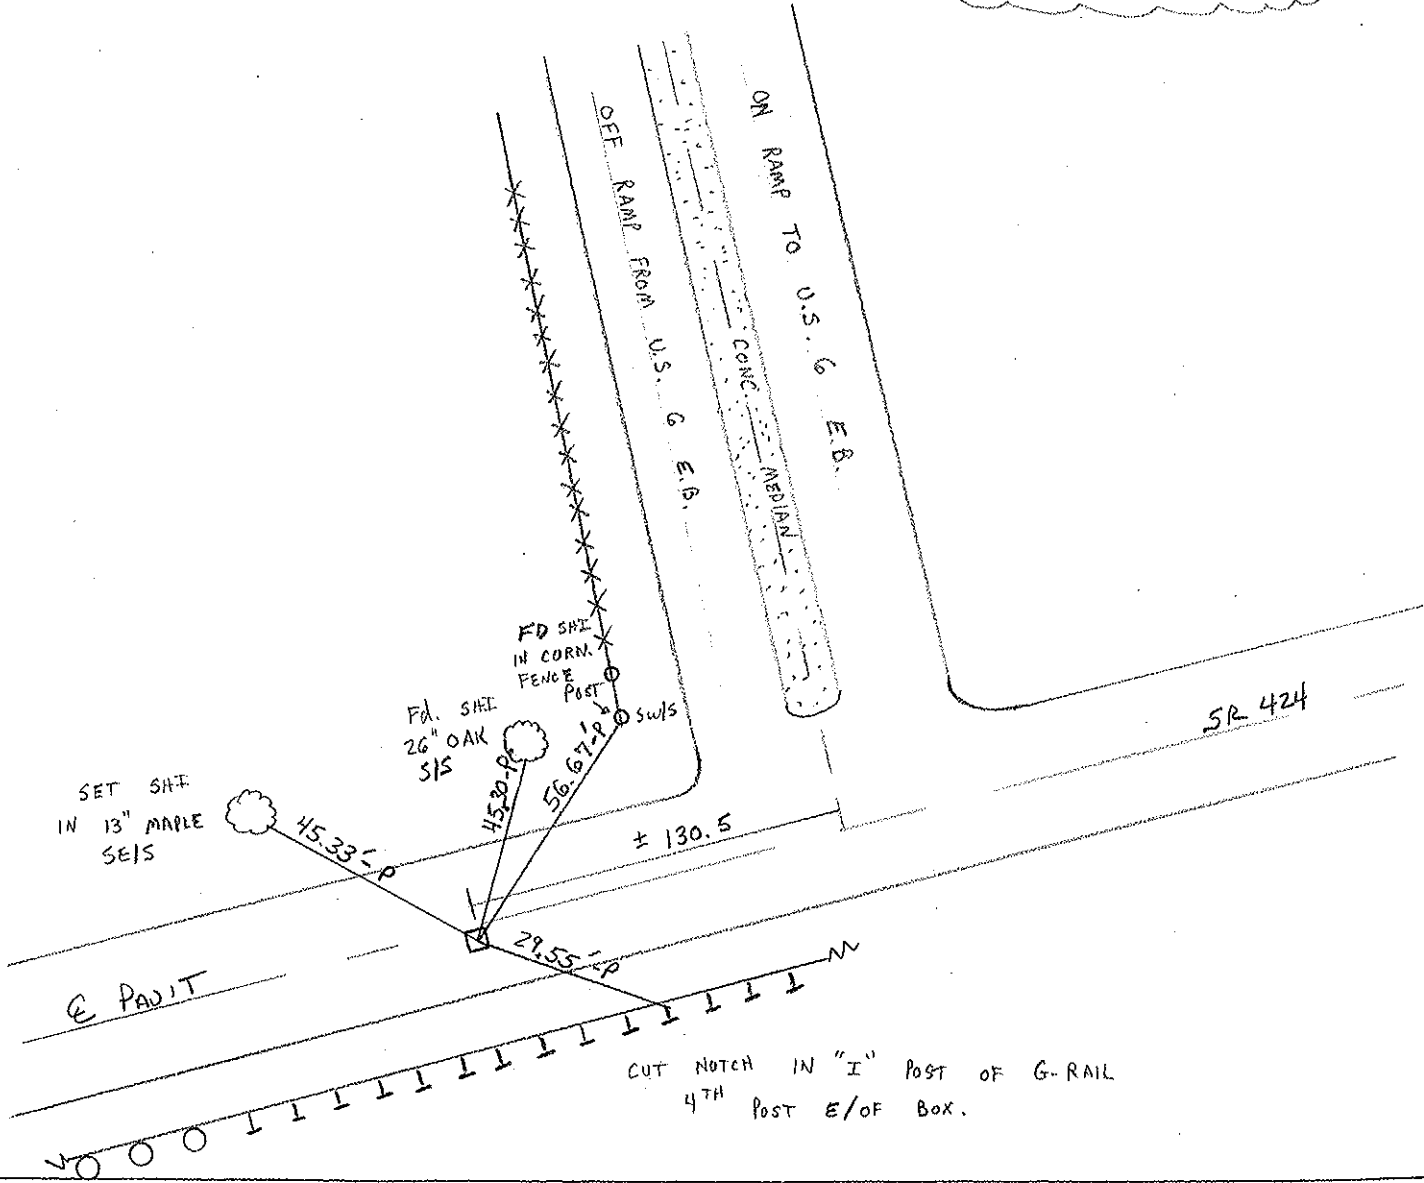 OFF RAMP FROM U.S. 6 E.B.
CONC MEDIAN
ON RAMP TO U.S. 6 E.B.
FD SHI
IN CORN.
FENCE
POST
SW/S
Fd. SHI
26" OAK
S/S
SET SHI
IN 13" MAPLE
SE/S
45.33'-P
45.30-P
56.67'-P
± 130.5
SR 424
29.55'-P
℄ PAV'T
CUT NOTCH IN "I" POST OF G-RAIL
4TH POST E/OF BOX.